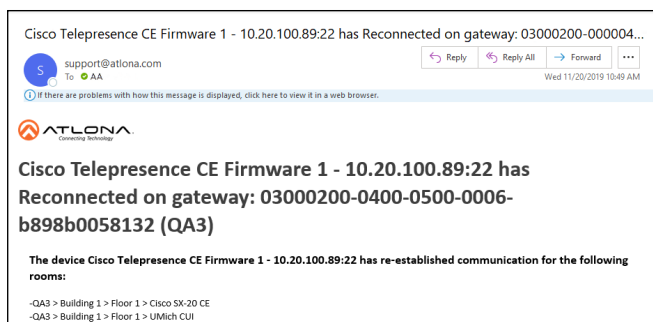 Cisco Telepresence CE Firmware 1 - 10.20.100.89:22 has Reconnected on gateway: 03000200-000004...
S
support@atlona.com
To AA
Reply
Reply All
Forward
...
Wed 11/20/2019 10:49 AM
If there are problems with how this message is displayed, click here to view it in a web browser.
ATLONA.
Connecting Technology
Cisco Telepresence CE Firmware 1 - 10.20.100.89:22 has
Reconnected on gateway: 03000200-0400-0500-0006-
b898b0058132 (QA3)
The device Cisco Telepresence CE Firmware 1 - 10.20.100.89:22 has re-established communication for the following
rooms:
-QA3 > Building 1 > Floor 1 > Cisco SX-20 CE
-QA3 > Building 1 > Floor 1 > UMich CUI